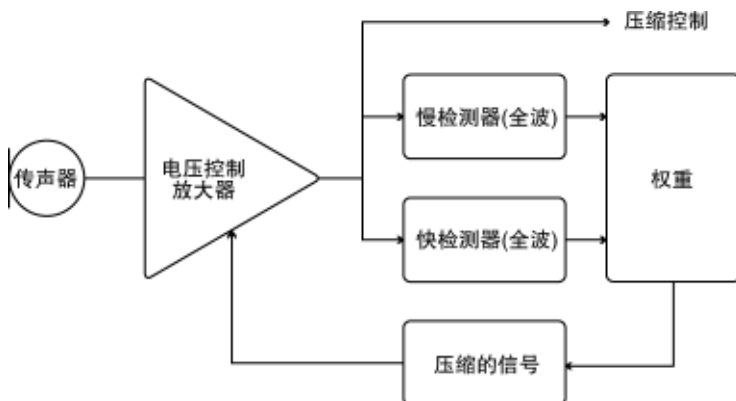 压缩控制
慢检测器(全波)
传声器
电压控制
放大器
权重
快检测器(全波)
压缩的信号